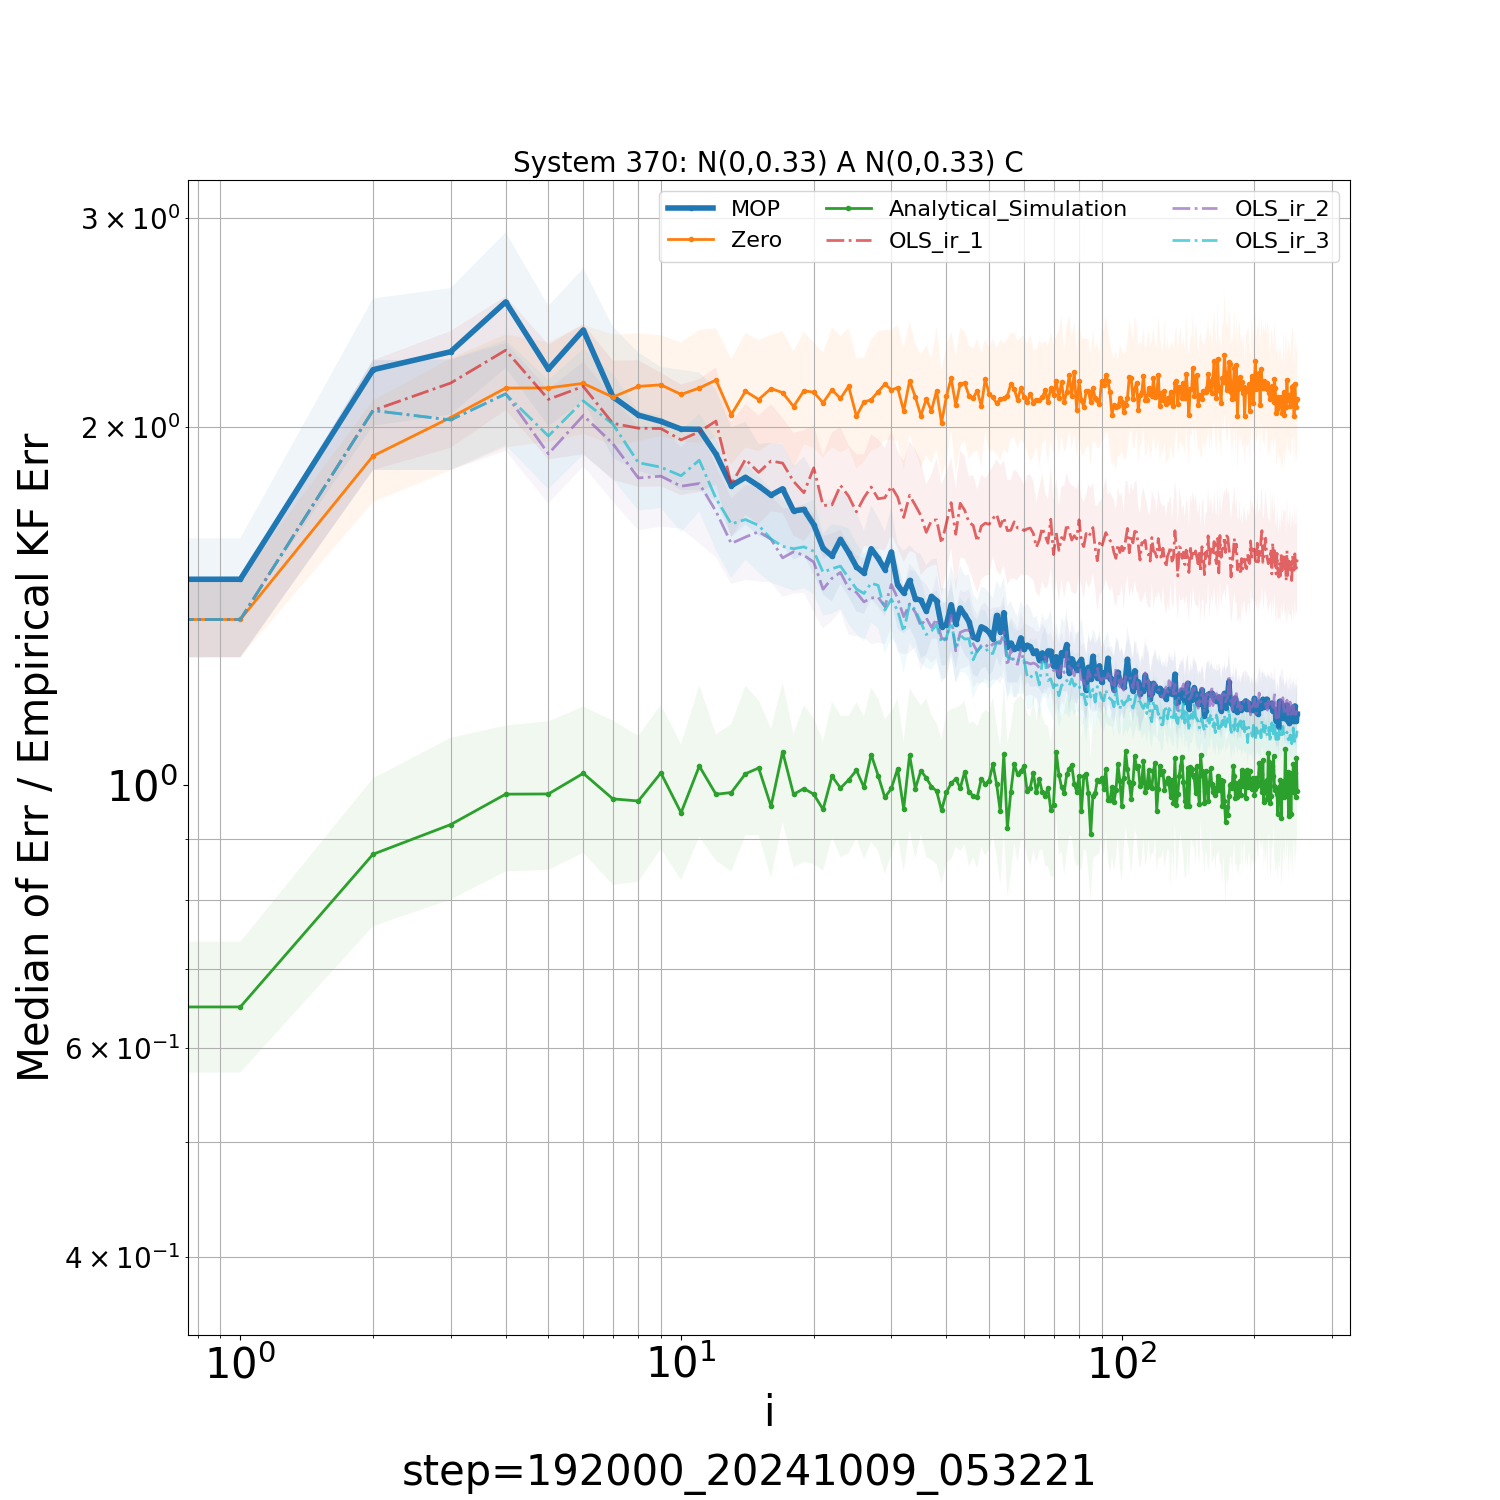 System 370: N(0,0.33) A N(0,0.33) C
MOP
Zero
Analytical_Simulation
OLS_ir_1
OLS_ir_2
OLS_ir_3
Median of Err / Empirical KF Err
3 × 10⁰
2 × 10⁰
10⁰
6 × 10⁻¹
4 × 10⁻¹
10⁰ 10¹ 10²
i
step=192000_20241009_053221